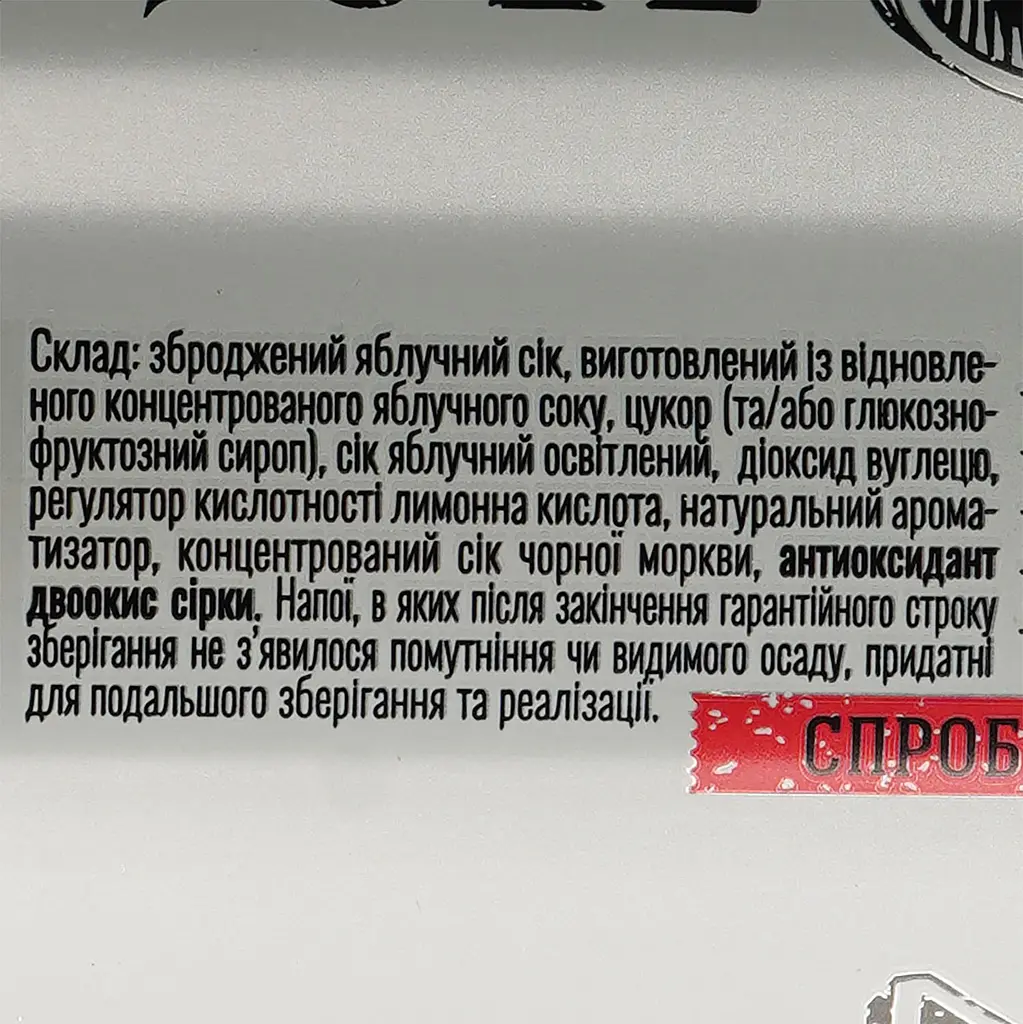 Склад: зброджений яблучний сік, виготовлений із відновле-
ного концентрованого яблучного соку, цукор (та/або глюкозно-
фруктозний сироп), сік яблучний освітлений, діоксид вуглецю,
регулятор кислотності лимонна кислота, натуральний арома-
тизатор, концентрований сік чорної моркви, антиоксидант
двоокис сірки. Напої, в яких після закінчення гарантійного строку
зберігання не з'явилося помутніння чи видимого осаду, придатні
для подальшого зберігання та реалізації.
СПРОБ